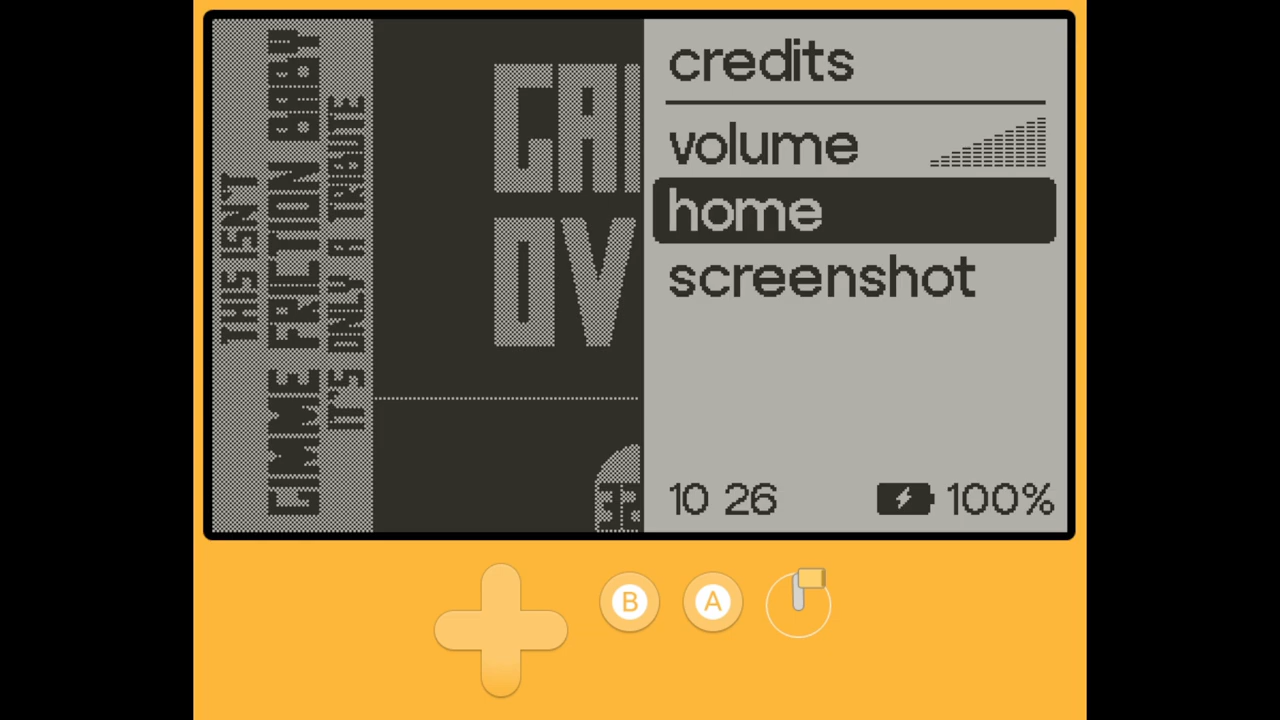 THIS ISN'T
GIMME FRICTION BABY
IT'S ONLY A TRIBUTE
credits
volume
home
screenshot
10 26
100%
B A